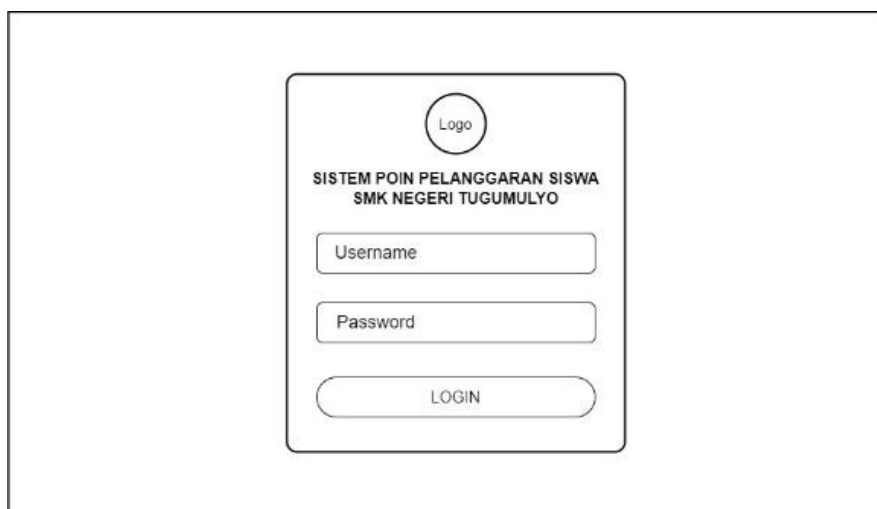 Logo
SISTEM POIN PELANGGARAN SISWA
SMK NEGERI TUGUMULYO
Username
Password
LOGIN